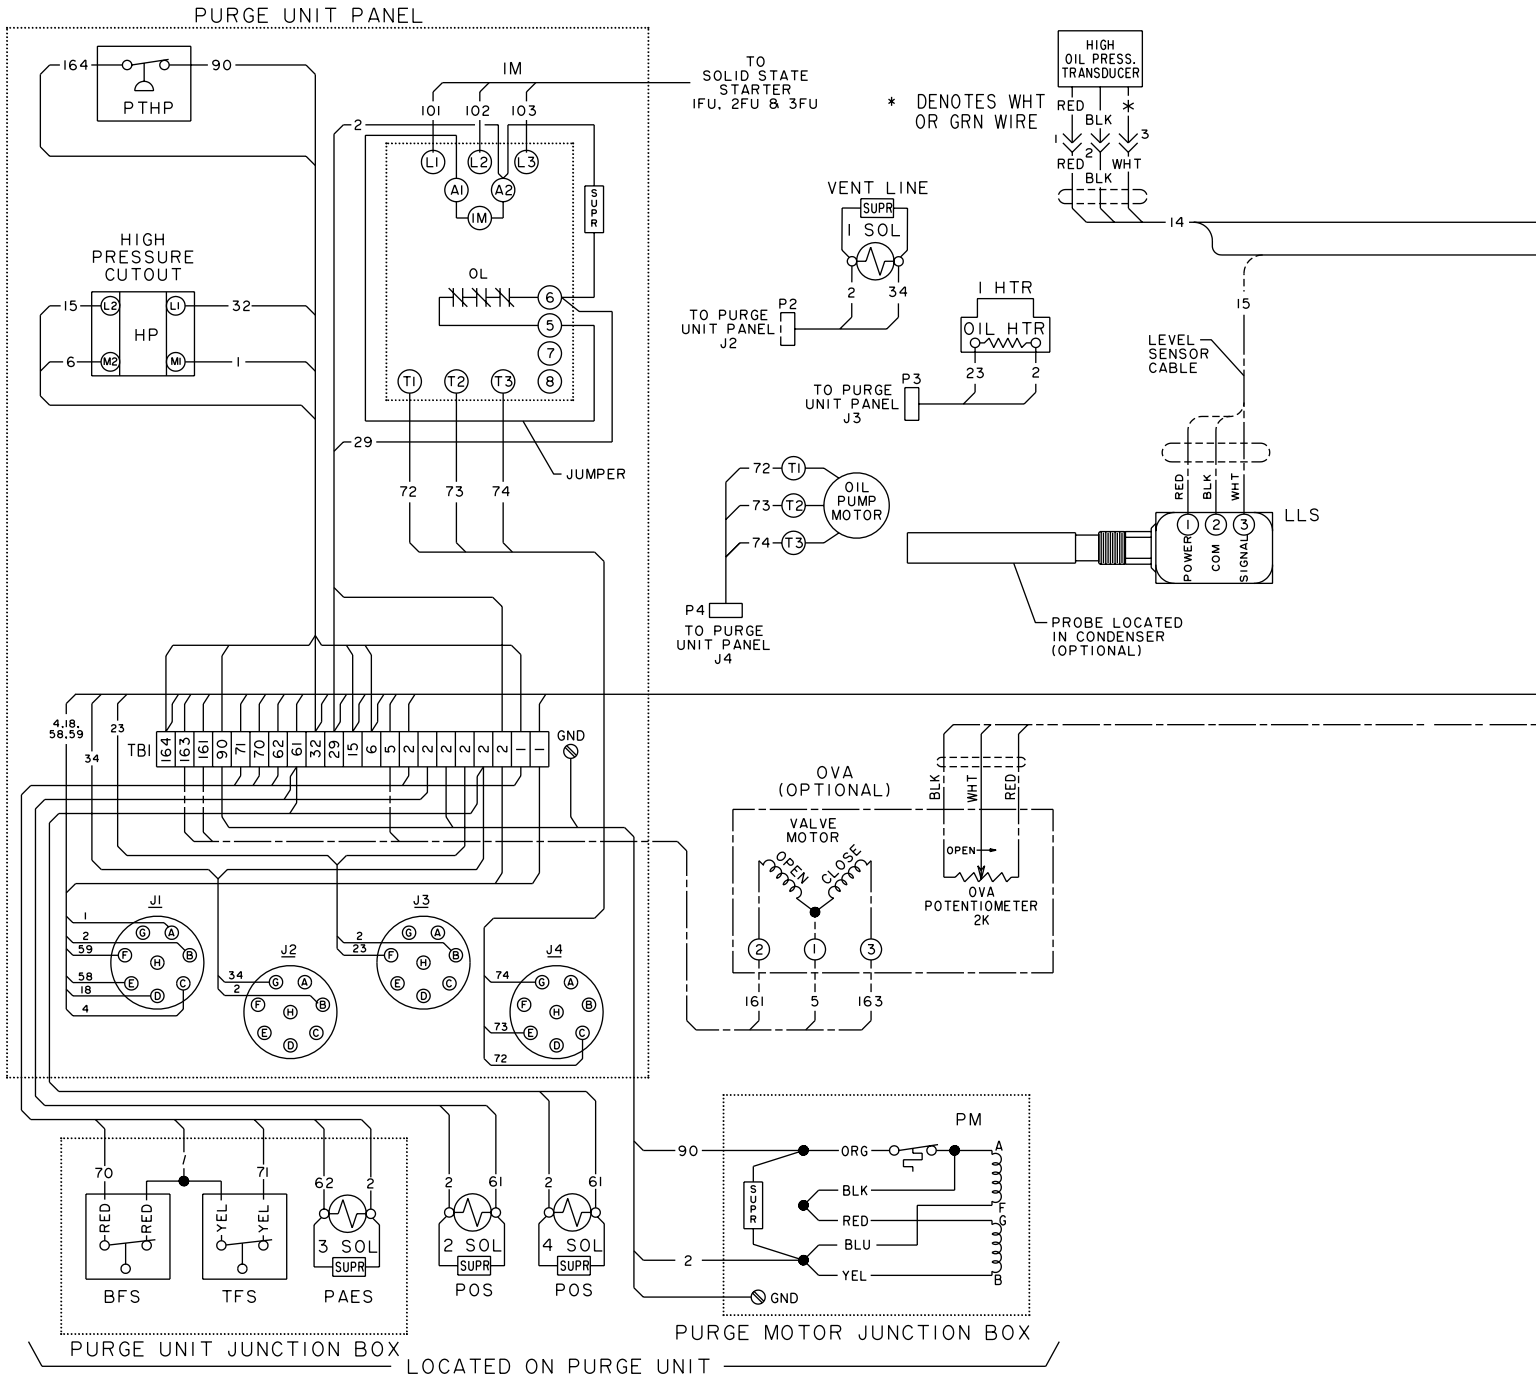 PURGE UNIT PANEL
164
90
PTHP
HIGH
PRESSURE
CUTOUT
15
L2
L1
32
HP
6
M2
M1
1
1M
101
102
103
TO
SOLID STATE
STARTER
1FU, 2FU & 3FU
2
L1
L2
L3
A1
A2
1M
SUPR
OL
6
5
7
8
T1
T2
T3
29
JUMPER
72
73
74
* DENOTES WHT
OR GRN WIRE
HIGH
OIL PRESS.
TRANSDUCER
RED
BLK
*
1
2
3
RED
BLK
WHT
14
VENT LINE
SUPR
1 SOL
2
34
P2
TO PURGE
UNIT PANEL
J2
1 HTR
OIL HTR
23
2
P3
TO PURGE
UNIT PANEL
J3
15
LEVEL
SENSOR
CABLE
72
T1
73
T2
74
T3
OIL
PUMP
MOTOR
P4
TO PURGE
UNIT PANEL
J4
RED
BLK
WHT
LLS
1
2
3
POWER
COM
SIGNAL
PROBE LOCATED
IN CONDENSER
(OPTIONAL)
4,18,
58,59
34
23
TB1
164
163
161
90
71
70
62
61
32
29
15
6
5
2
2
2
2
2
2
1
1
GND
J1
1
2
59
58
18
4
G
A
F
B
H
E
C
D
J2
34
2
G
A
F
B
H
E
C
D
J3
2
23
G
A
F
B
H
E
C
D
J4
74
73
72
G
A
F
B
H
E
C
D
OVA
(OPTIONAL)
VALVE
MOTOR
OPEN
CLOSE
2
1
3
161
5
163
BLK
WHT
RED
OPEN
OVA
POTENTIOMETER
2K
70
71
62
2
RED
RED
YEL
YEL
3 SOL
SUPR
BFS
TFS
PAES
PURGE UNIT JUNCTION BOX
2
61
2 SOL
SUPR
POS
2
61
4 SOL
SUPR
POS
PM
90
ORG
A
SUPR
BLK
RED
F
G
BLU
2
YEL
B
GND
PURGE MOTOR JUNCTION BOX
LOCATED ON PURGE UNIT